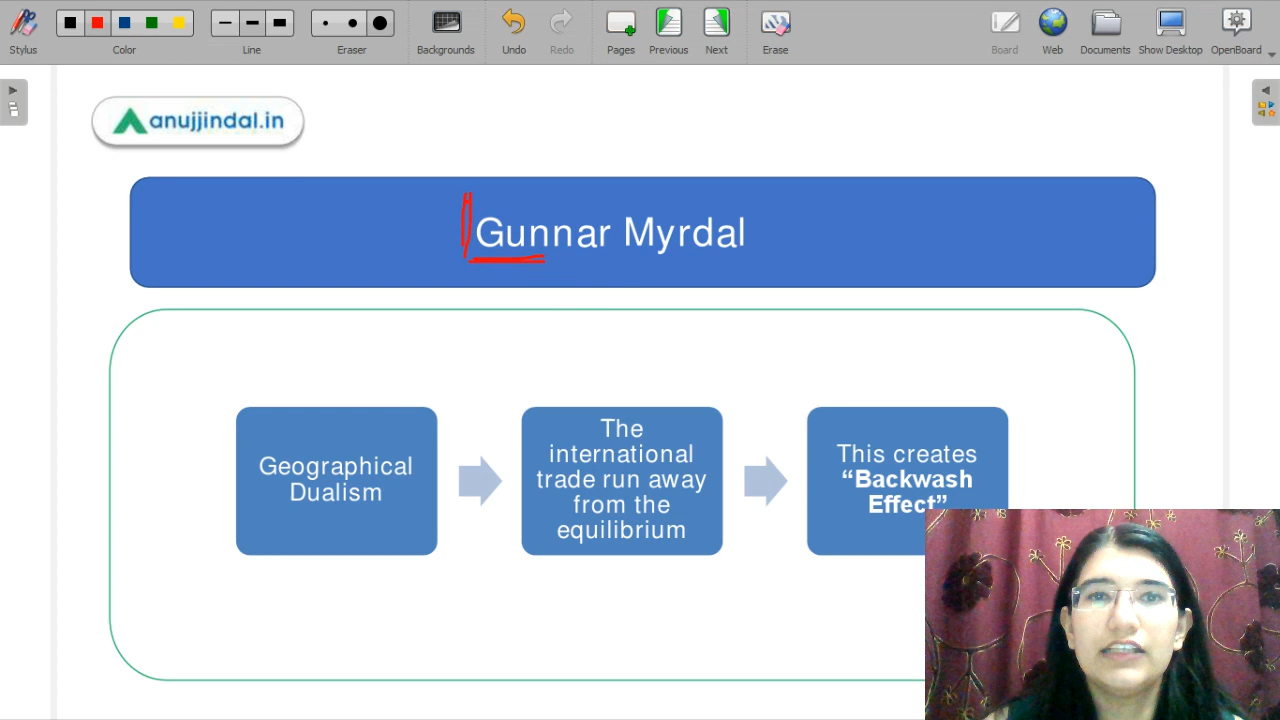 Stylus
Color
Line
Eraser
Backgrounds
Undo
Redo
Pages
Previous
Next
Erase
Board
Web
Documents
Show Desktop
OpenBoard
anujjindal.in
Gunnar Myrdal
Geographical
Dualism
The
international
trade run away
from the
equilibrium
This creates
“Backwash
Effect”